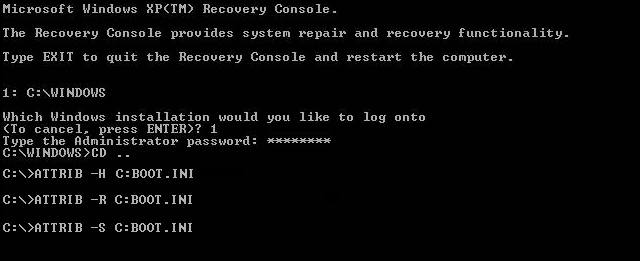 Microsoft Windows XP(TM) Recovery Console.
The Recovery Console provides system repair and recovery functionality.
Type EXIT to quit the Recovery Console and restart the computer.
1: C:\WINDOWS
Which Windows installation would you like to log onto
(To cancel, press ENTER)? 1
Type the Administrator password: ********
C:\WINDOWS>CD ..
C:\>ATTRIB -H C:BOOT.INI
C:\>ATTRIB -R C:BOOT.INI
C:\>ATTRIB -S C:BOOT.INI